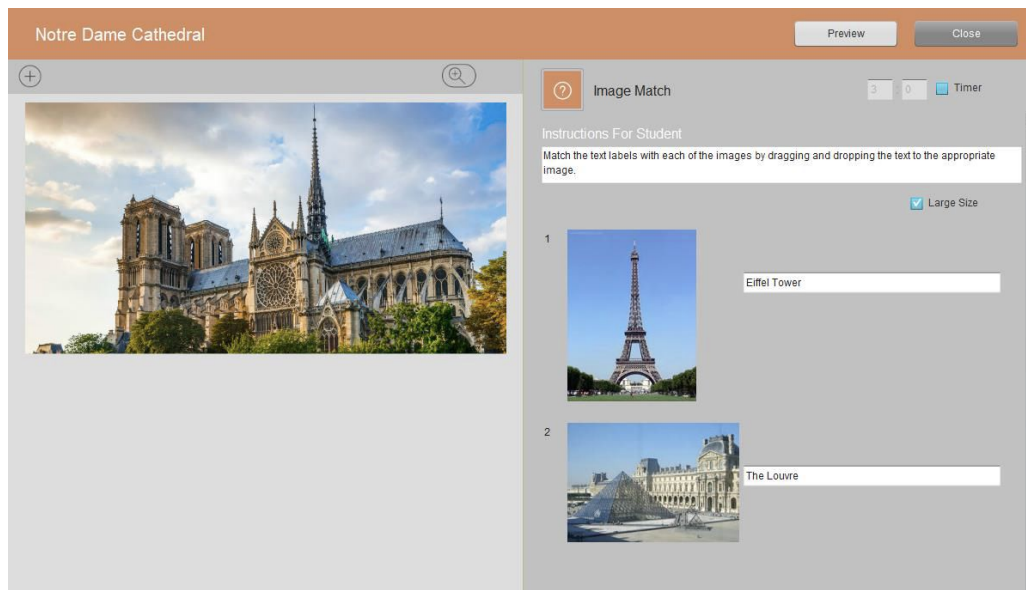 Notre Dame Cathedral
Preview
Close
Image Match
3 : 0
Timer
Instructions For Student
Match the text labels with each of the images by dragging and dropping the text to the appropriate
image.
Large Size
1
Eiffel Tower
2
The Louvre